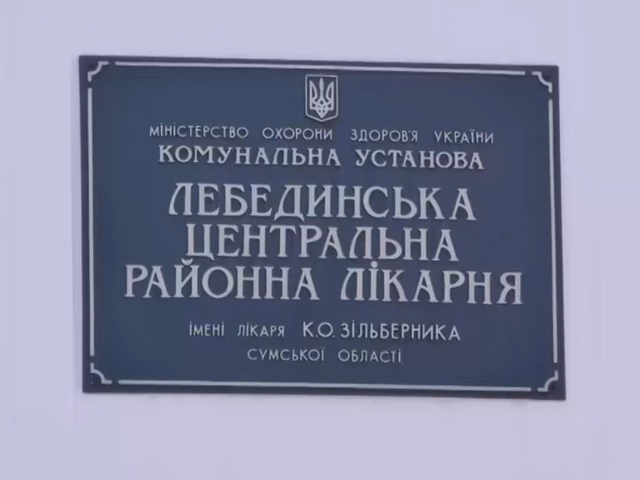 МІНІСТЕРСТВО ОХОРОНИ ЗДОРОВ'Я УКРАЇНИ
КОМУНАЛЬНА УСТАНОВА
ЛЕБЕДИНСЬКА
ЦЕНТРАЛЬНА
РАЙОННА ЛІКАРНЯ
ІМЕНІ ЛІКАРЯ К.О. ЗІЛЬБЕРНИКА
СУМСЬКОЇ ОБЛАСТІ